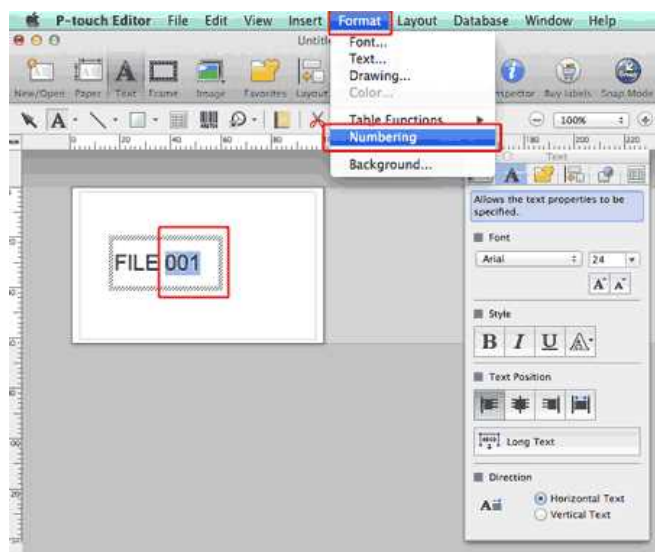 P-touch Editor File Edit View Insert Format Layout Database Window Help
Font...
Text...
Drawing...
Color...
Table Functions
Numbering
Background...
New/Open Paper Text Frame Image Favorites Layout
Buy labels Snap Mode
A
100%
Text
Allows the text properties to be
specified.
Font
Arial 24
A A
Style
B I U A
Text Position
Long Text
Direction
A
Horizontal Text
Vertical Text
FILE 001